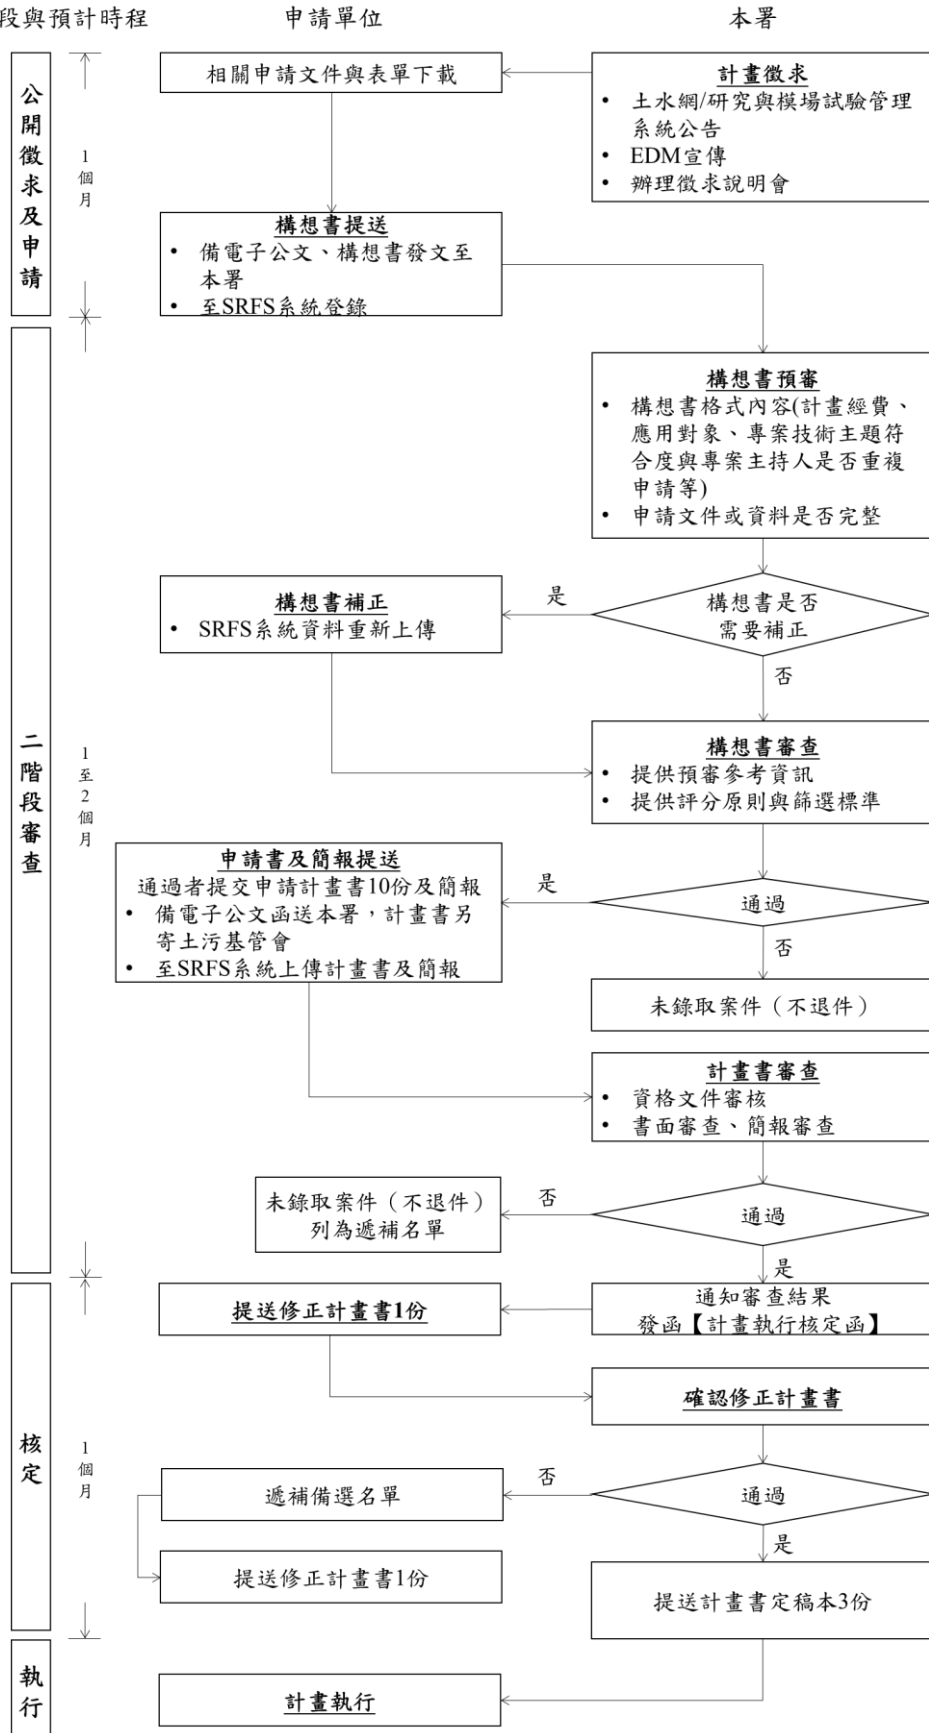 段與預計時程
申請單位
本署
公開徵求及申請
1個月
相關申請文件與表單下載
計畫徵求
• 土水網/研究與模場試驗管理
系統公告
• EDM宣傳
• 辦理徵求說明會
構想書提送
• 備電子公文、構想書發文至
本署
• 至SRFS系統登錄
二階段審查
1至2個月
構想書預審
• 構想書格式內容(計畫經費、
應用對象、專案技術主題符
合度與專案主持人是否重複
申請等)
• 申請文件或資料是否完整
構想書是否
需要補正
是
構想書補正
• SRFS系統資料重新上傳
否
構想書審查
• 提供預審參考資訊
• 提供評分原則與篩選標準
通過
是
申請書及簡報提送
通過者提交申請計畫書10份及簡報
• 備電子公文函送本署，計畫書另
寄土污基管會
• 至SRFS系統上傳計畫書及簡報
否
未錄取案件（不退件）
計畫書審查
• 資格文件審核
• 書面審查、簡報審查
通過
否
未錄取案件（不退件）
列為遞補名單
是
核定
1個月
通知審查結果
發函【計畫執行核定函】
提送修正計畫書1份
確認修正計畫書
通過
否
遞補備選名單
提送修正計畫書1份
是
提送計畫書定稿本3份
執行
計畫執行